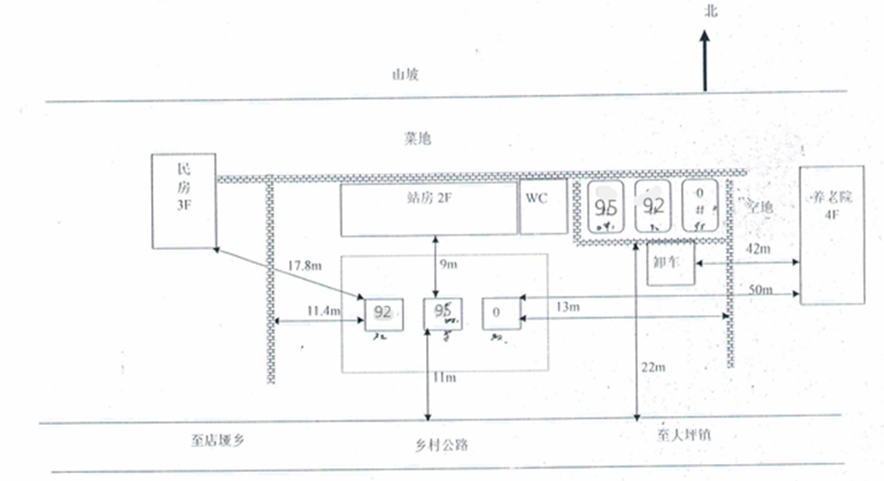 北
山坡
菜地
民
房
3F
站房 2F
WC
95
92
0
#
空地
养老院
4F
卸车
42m
17.8m
9m
50m
11.4m
92
95
0
13m
11m
22m
至店垭乡
乡村公路
至大坪镇